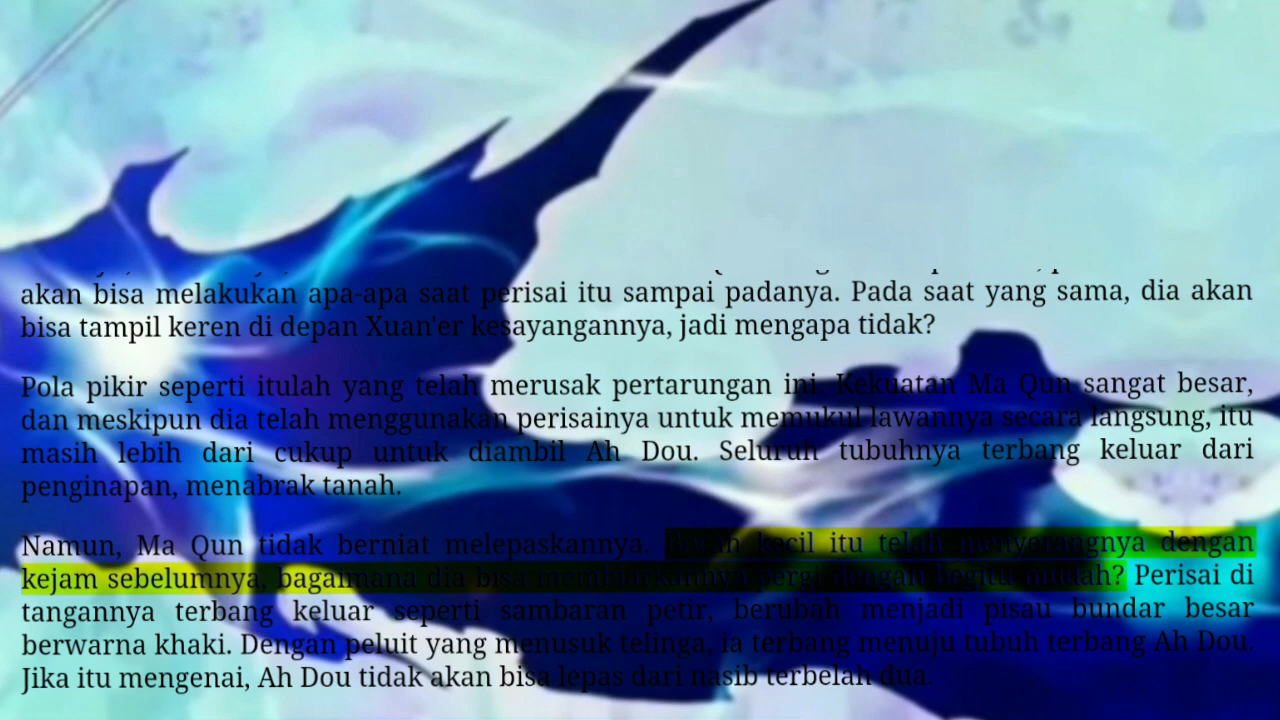 akan bisa melakukan apa-apa saat perisai itu sampai padanya. Pada saat yang sama, dia akan
bisa tampil keren di depan Xuan'er kesayangannya, jadi mengapa tidak?
Pola pikir seperti itulah yang telah merusak pertarungan ini. Kekuatan Ma Qun sangat besar,
dan meskipun dia telah menggunakan perisainya untuk memukul lawannya secara langsung, itu
masih lebih dari cukup untuk diambil Ah Dou. Seluruh tubuhnya terbang keluar dari
penginapan, menabrak tanah.
Namun, Ma Qun tidak berniat melepaskannya. kecil itu telah menyerangnya dengan
kejam sebelumnya, bagaimana dia bisa membiarkannya pergi dengan begitu mudah? Perisai di
tangannya terbang keluar seperti sambaran petir, berubah menjadi pisau bundar besar
berwarna khaki. Dengan peluit yang menusuk telinga, ia terbang menuju tubuh terbang Ah Dou.
Jika itu mengenai, Ah Dou tidak akan bisa lepas dari nasib terbelah dua.